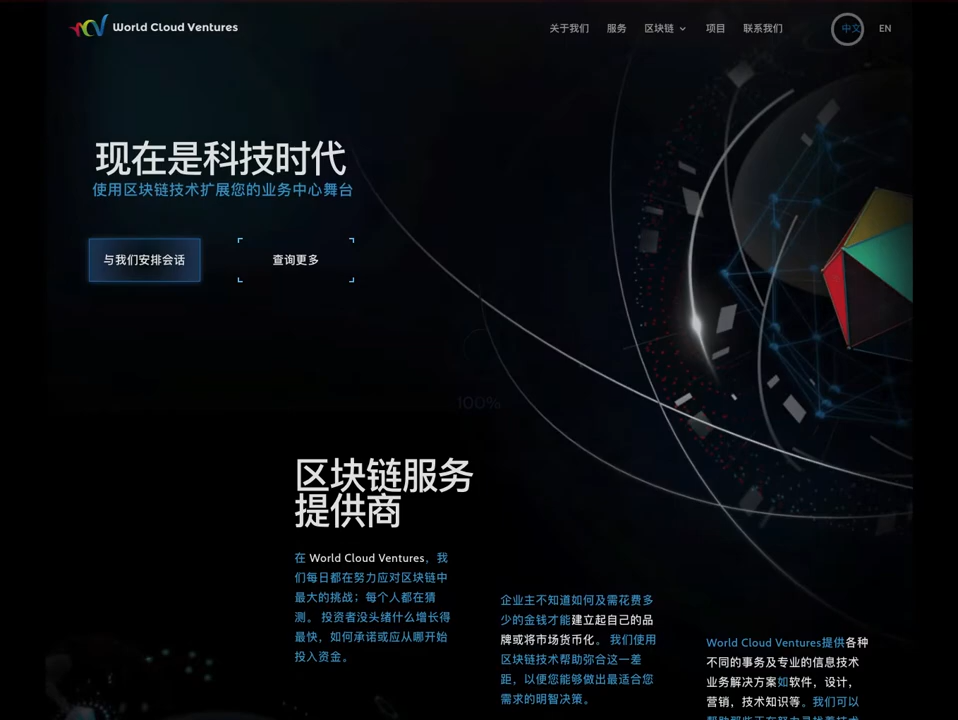 World Cloud Ventures
关于我们 服务 区块链 项目 联系我们 中文 EN
现在是科技时代
使用区块链技术扩展您的业务中心舞台
与我们安排会话 查询更多
100%
区块链服务
提供商
在 World Cloud Ventures，我
们每日都在努力应对区块链中
最大的挑战；每个人都在猜
测。 投资者没头绪什么增长得
最快，如何承诺或应从哪开始
投入资金。
企业主不知道如何及需花费多
少的金钱才能建立起自己的品
牌或将市场货币化。 我们使用
区块链技术帮助弥合这一差
距，以便您能够做出最适合您
需求的明智决策。
World Cloud Ventures提供各种
不同的事务及专业的信息技术
业务解决方案如软件，设计，
营销，技术知识等。我们可以